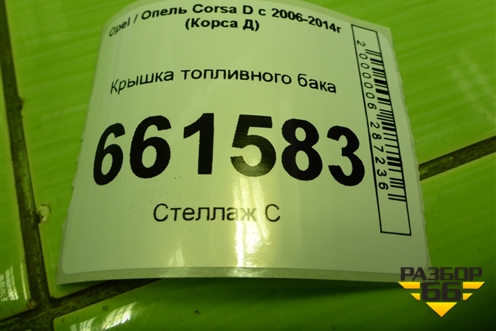 Opel / Опель Corsa D с 2006-2014г
(Корса Д)
Крышка топливного бака
661583
Стеллаж С
2000006287236
РАЗБОР
66